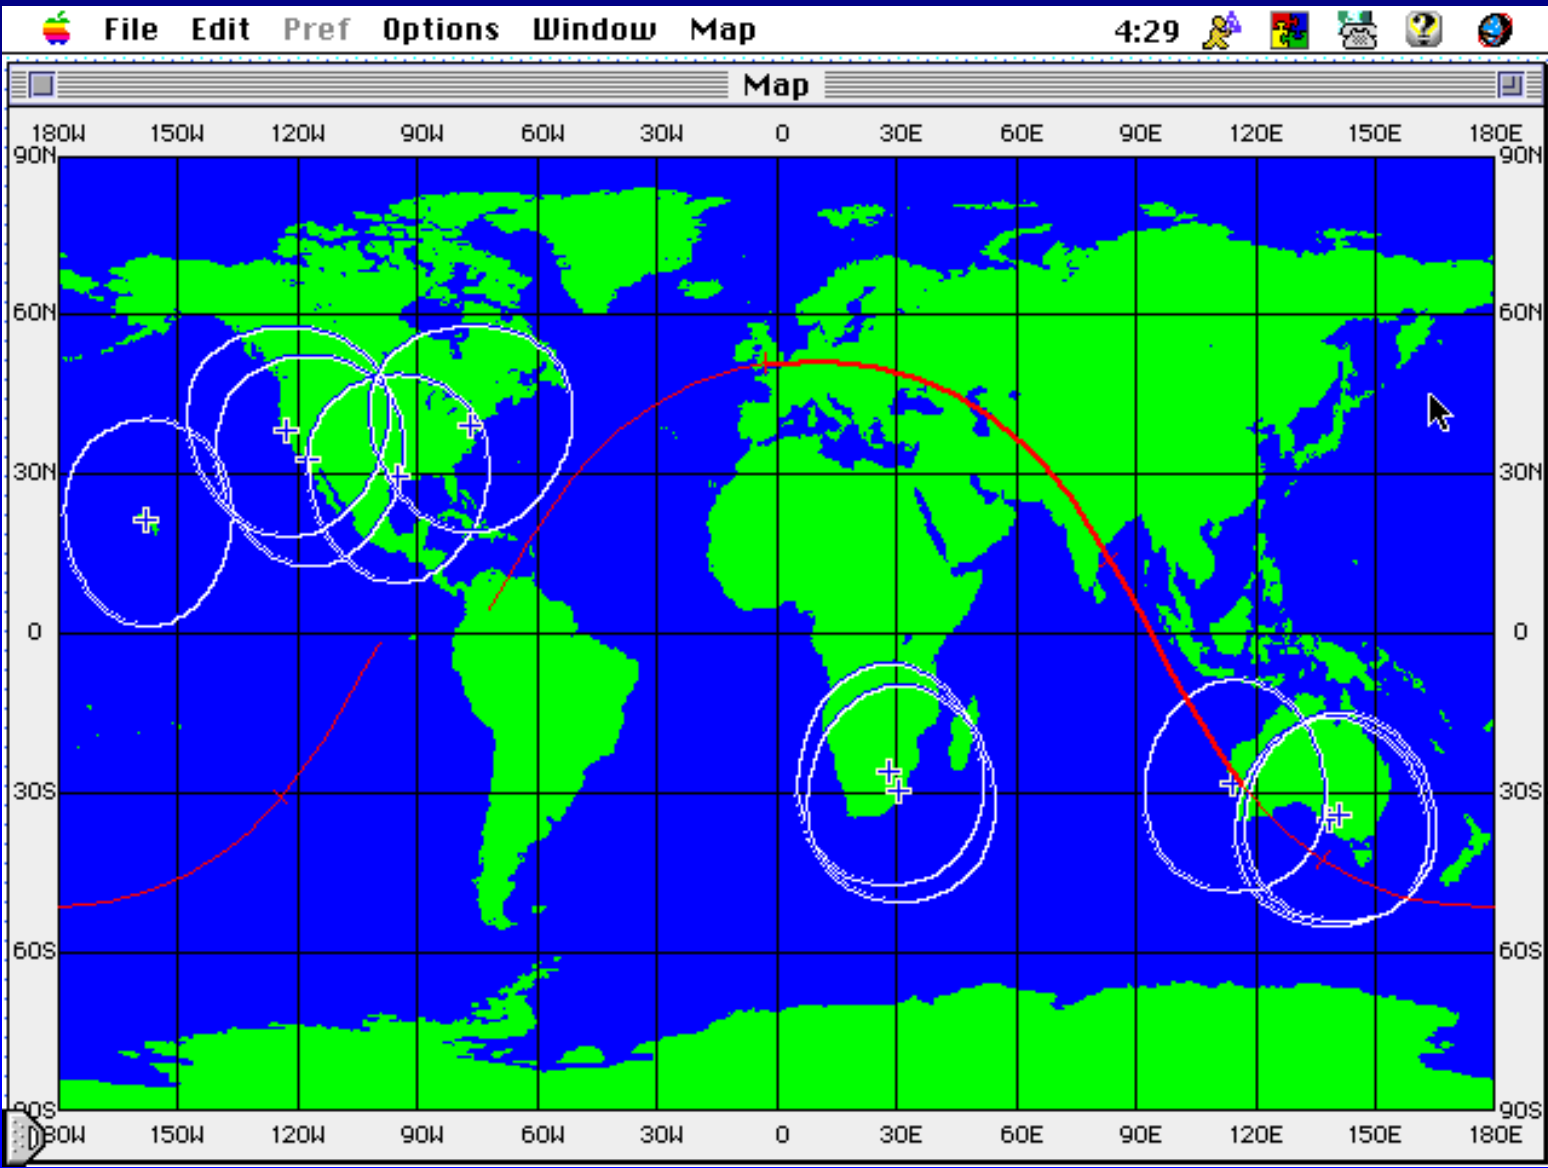 File Edit Pref Options Window Map 4:29
Map
180W 150W 120W 90W 60W 30W 0 30E 60E 90E 120E 150E 180E
90N 90N
60N 60N
30N 30N
0 0
30S 30S
60S 60S
90S 90S
80W 150W 120W 90W 60W 30W 0 30E 60E 90E 120E 150E 180E